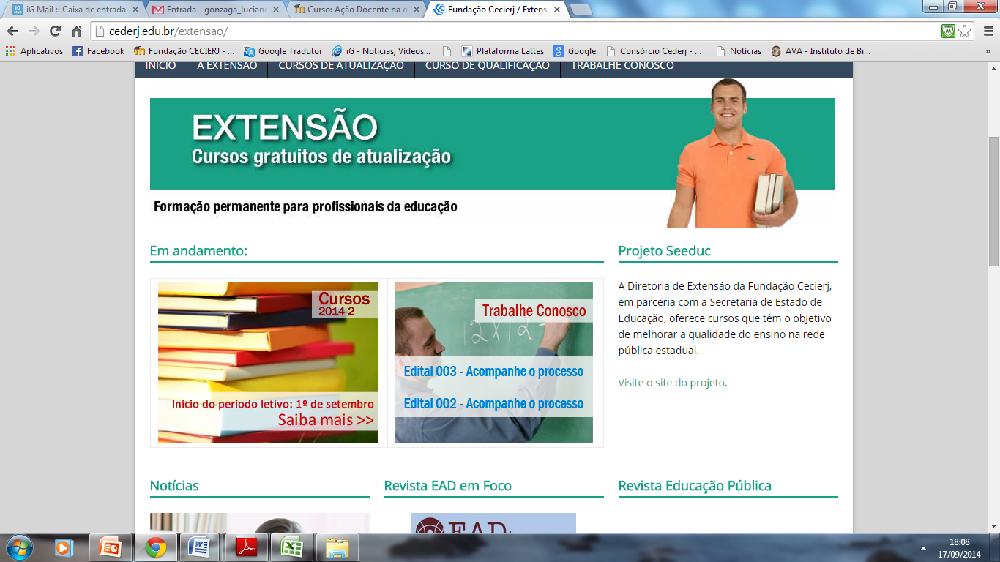 iG Mail :: Caixa de entrada
Entrada - gonzaga_lucian
Curso: Ação Docente na o
Fundação Cecierj / Extens
cederj.edu.br/extensao/
Aplicativos
Facebook
Fundação CECIERJ - ...
Google Tradutor
iG - Notícias, Vídeos...
Plataforma Lattes
Google
Consórcio Cederj - ...
Notícias
AVA - Instituto de Bi...
»
INÍCIO
A EXTENSÃO
CURSOS DE ATUALIZAÇÃO
CURSO DE QUALIFICAÇÃO
TRABALHE CONOSCO
EXTENSÃO
Cursos gratuitos de atualização
Formação permanente para profissionais da educação
Em andamento:
Cursos
2014-2
Início do período letivo: 1º de setembro
Saiba mais >>
Trabalhe Conosco
12x12=
Edital 003 - Acompanhe o processo
Edital 002 - Acompanhe o processo
Projeto Seeduc
A Diretoria de Extensão da Fundação Cecierj,
em parceria com a Secretaria de Estado de
Educação, oferece cursos que têm o objetivo
de melhorar a qualidade do ensino na rede
pública estadual.
Visite o site do projeto.
Notícias
Revista EAD em Foco
Revista Educação Pública
EAD
18:08
17/09/2014